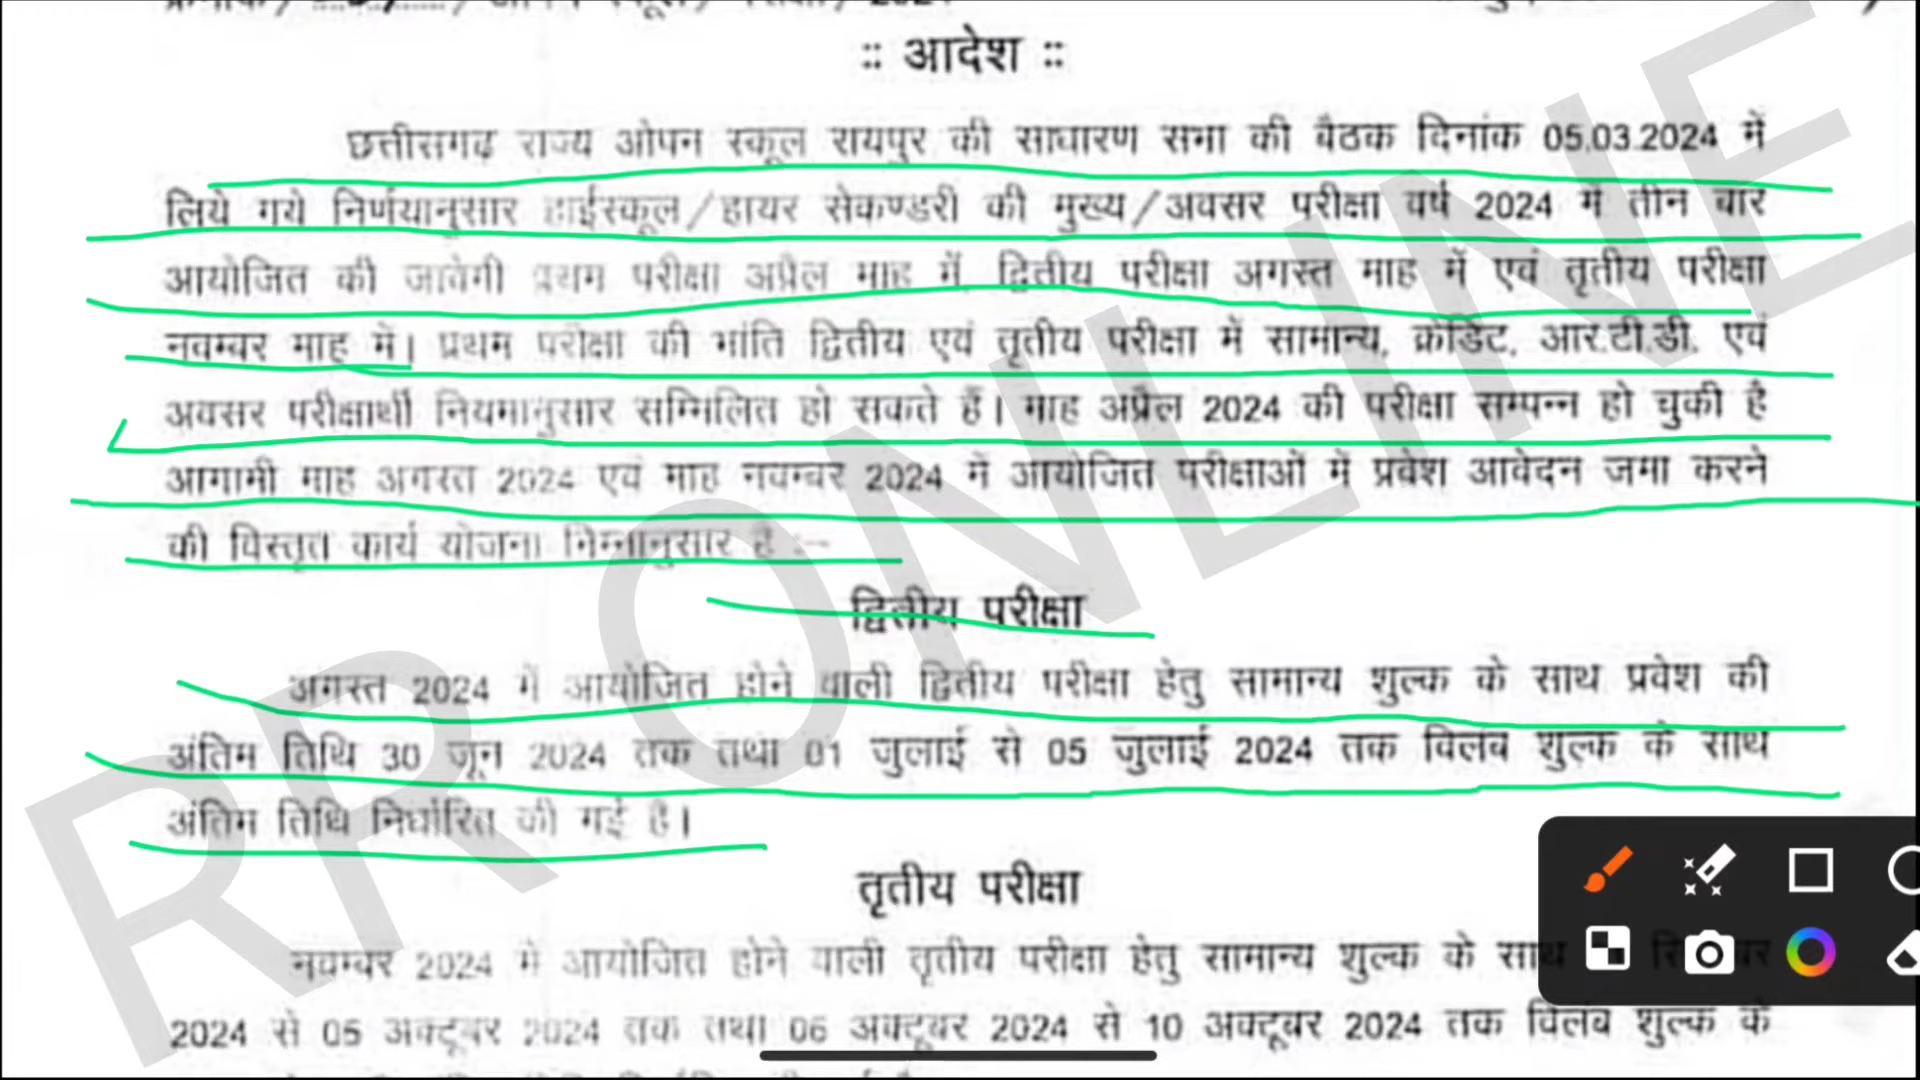 :: आदेश ::
छत्तीसगढ़ राज्य ओपन स्कूल रायपुर की साधारण सभा की बैठक दिनांक 05.03.2024 में
लिये गये निर्णयानुसार हाईस्कूल/हायर सेकण्डरी की मुख्य/अवसर परीक्षा वर्ष 2024 में तीन बार
आयोजित की जावेगी प्रथम परीक्षा अप्रैल माह में, द्वितीय परीक्षा अगस्त माह में एवं तृतीय परीक्षा
नवम्बर माह में। प्रथम परीक्षा की भांति द्वितीय एवं तृतीय परीक्षा में सामान्य, क्रेडिट, आर.टी.डी. एवं
अवसर परीक्षार्थी नियमानुसार सम्मिलित हो सकते हैं। माह अप्रैल 2024 की परीक्षा सम्पन्न हो चुकी है
आगामी माह अगस्त 2024 एवं माह नवम्बर 2024 में आयोजित परीक्षाओं में प्रवेश आवेदन जमा करने
की विस्तृत कार्य योजना निम्नानुसार है :—
द्वितीय परीक्षा
अगस्त 2024 में आयोजित होने वाली द्वितीय परीक्षा हेतु सामान्य शुल्क के साथ प्रवेश की
अंतिम तिथि 30 जून 2024 तक तथा 01 जुलाई से 05 जुलाई 2024 तक विलंब शुल्क के साथ
अंतिम तिथि निर्धारित की गई है।
तृतीय परीक्षा
नवम्बर 2024 में आयोजित होने वाली तृतीय परीक्षा हेतु सामान्य शुल्क के साथ
2024 से 05 अक्टूबर 2024 तक तथा 06 अक्टूबर 2024 से 10 अक्टूबर 2024 तक विलंब शुल्क के
RR ONLINE